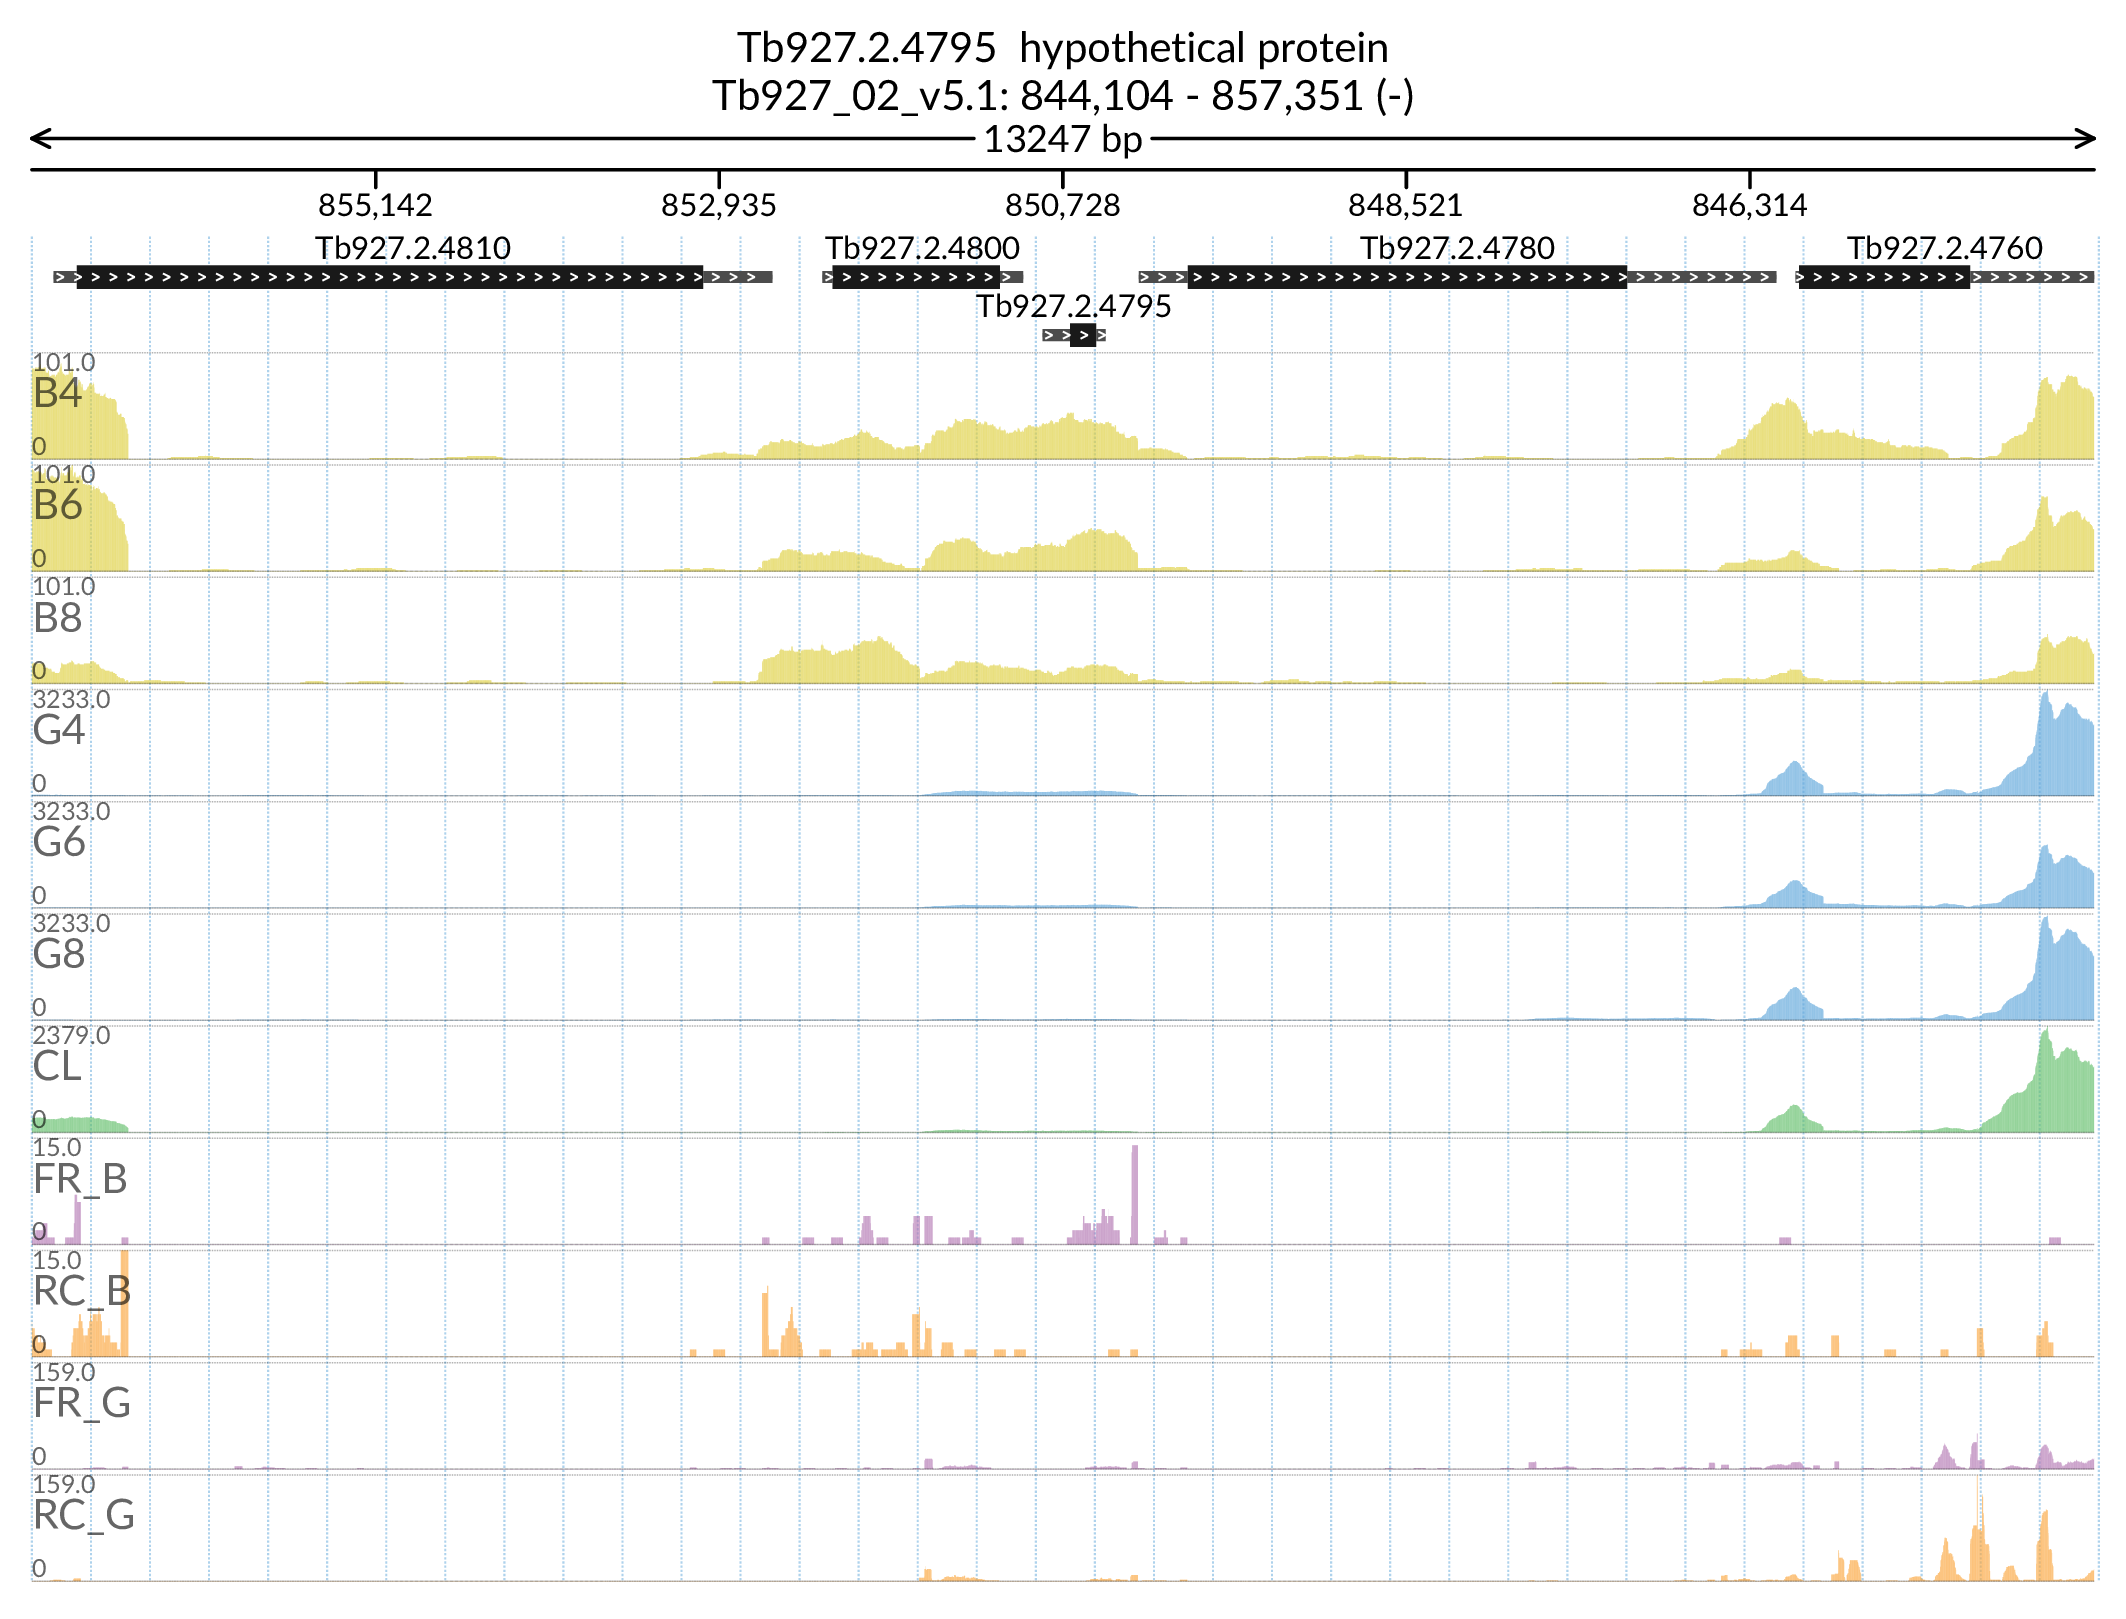 Tb927.2.4795 hypothetical protein
Tb927_02_v5.1: 844,104 - 857,351 (-)
13247 bp
855,142 852,935 850,728 848,521 846,314
Tb927.2.4810 Tb927.2.4800 Tb927.2.4780 Tb927.2.4760
Tb927.2.4795
101.0
B4
0
101.0
B6
0
101.0
B8
0
3233.0
G4
0
3233.0
G6
0
3233.0
G8
0
2379.0
CL
0
15.0
FR_B
0
15.0
RC_B
0
159.0
FR_G
0
159.0
RC_G
0